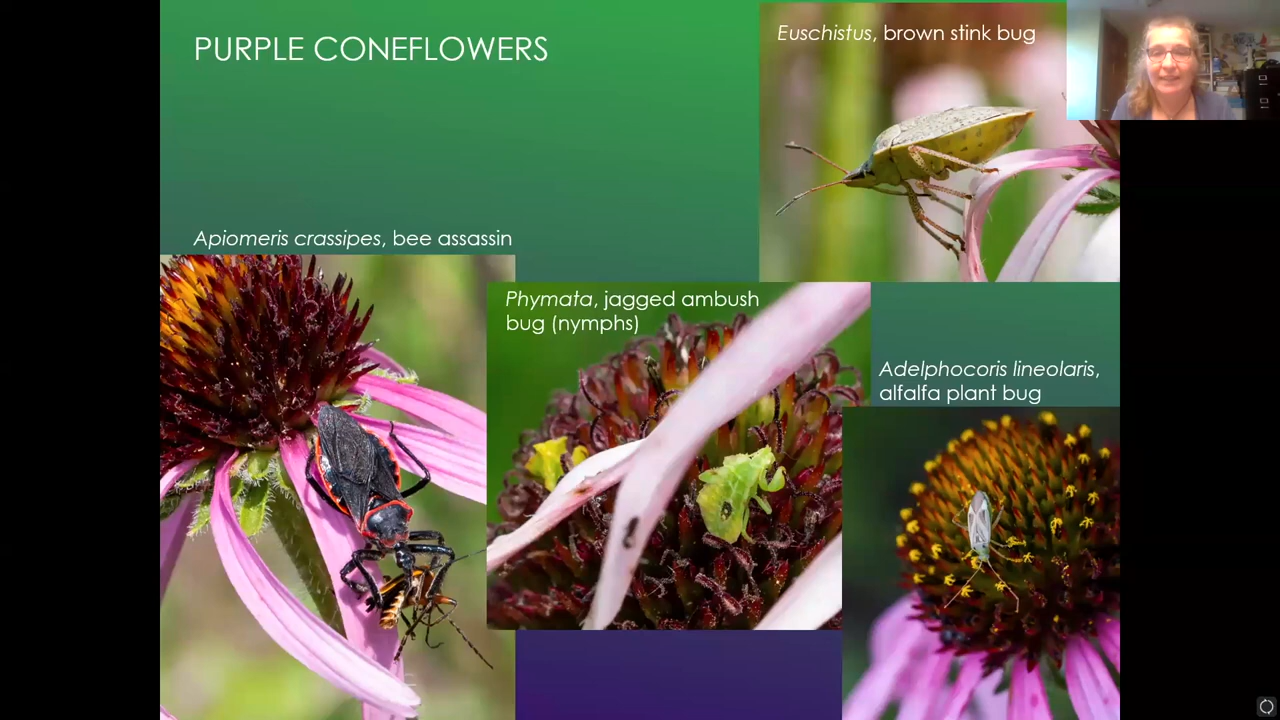 PURPLE CONEFLOWERS
Euschistus, brown stink bug
Apiomeris crassipes, bee assassin
Phymata, jagged ambush
bug (nymphs)
Adelphocoris lineolaris,
alfalfa plant bug